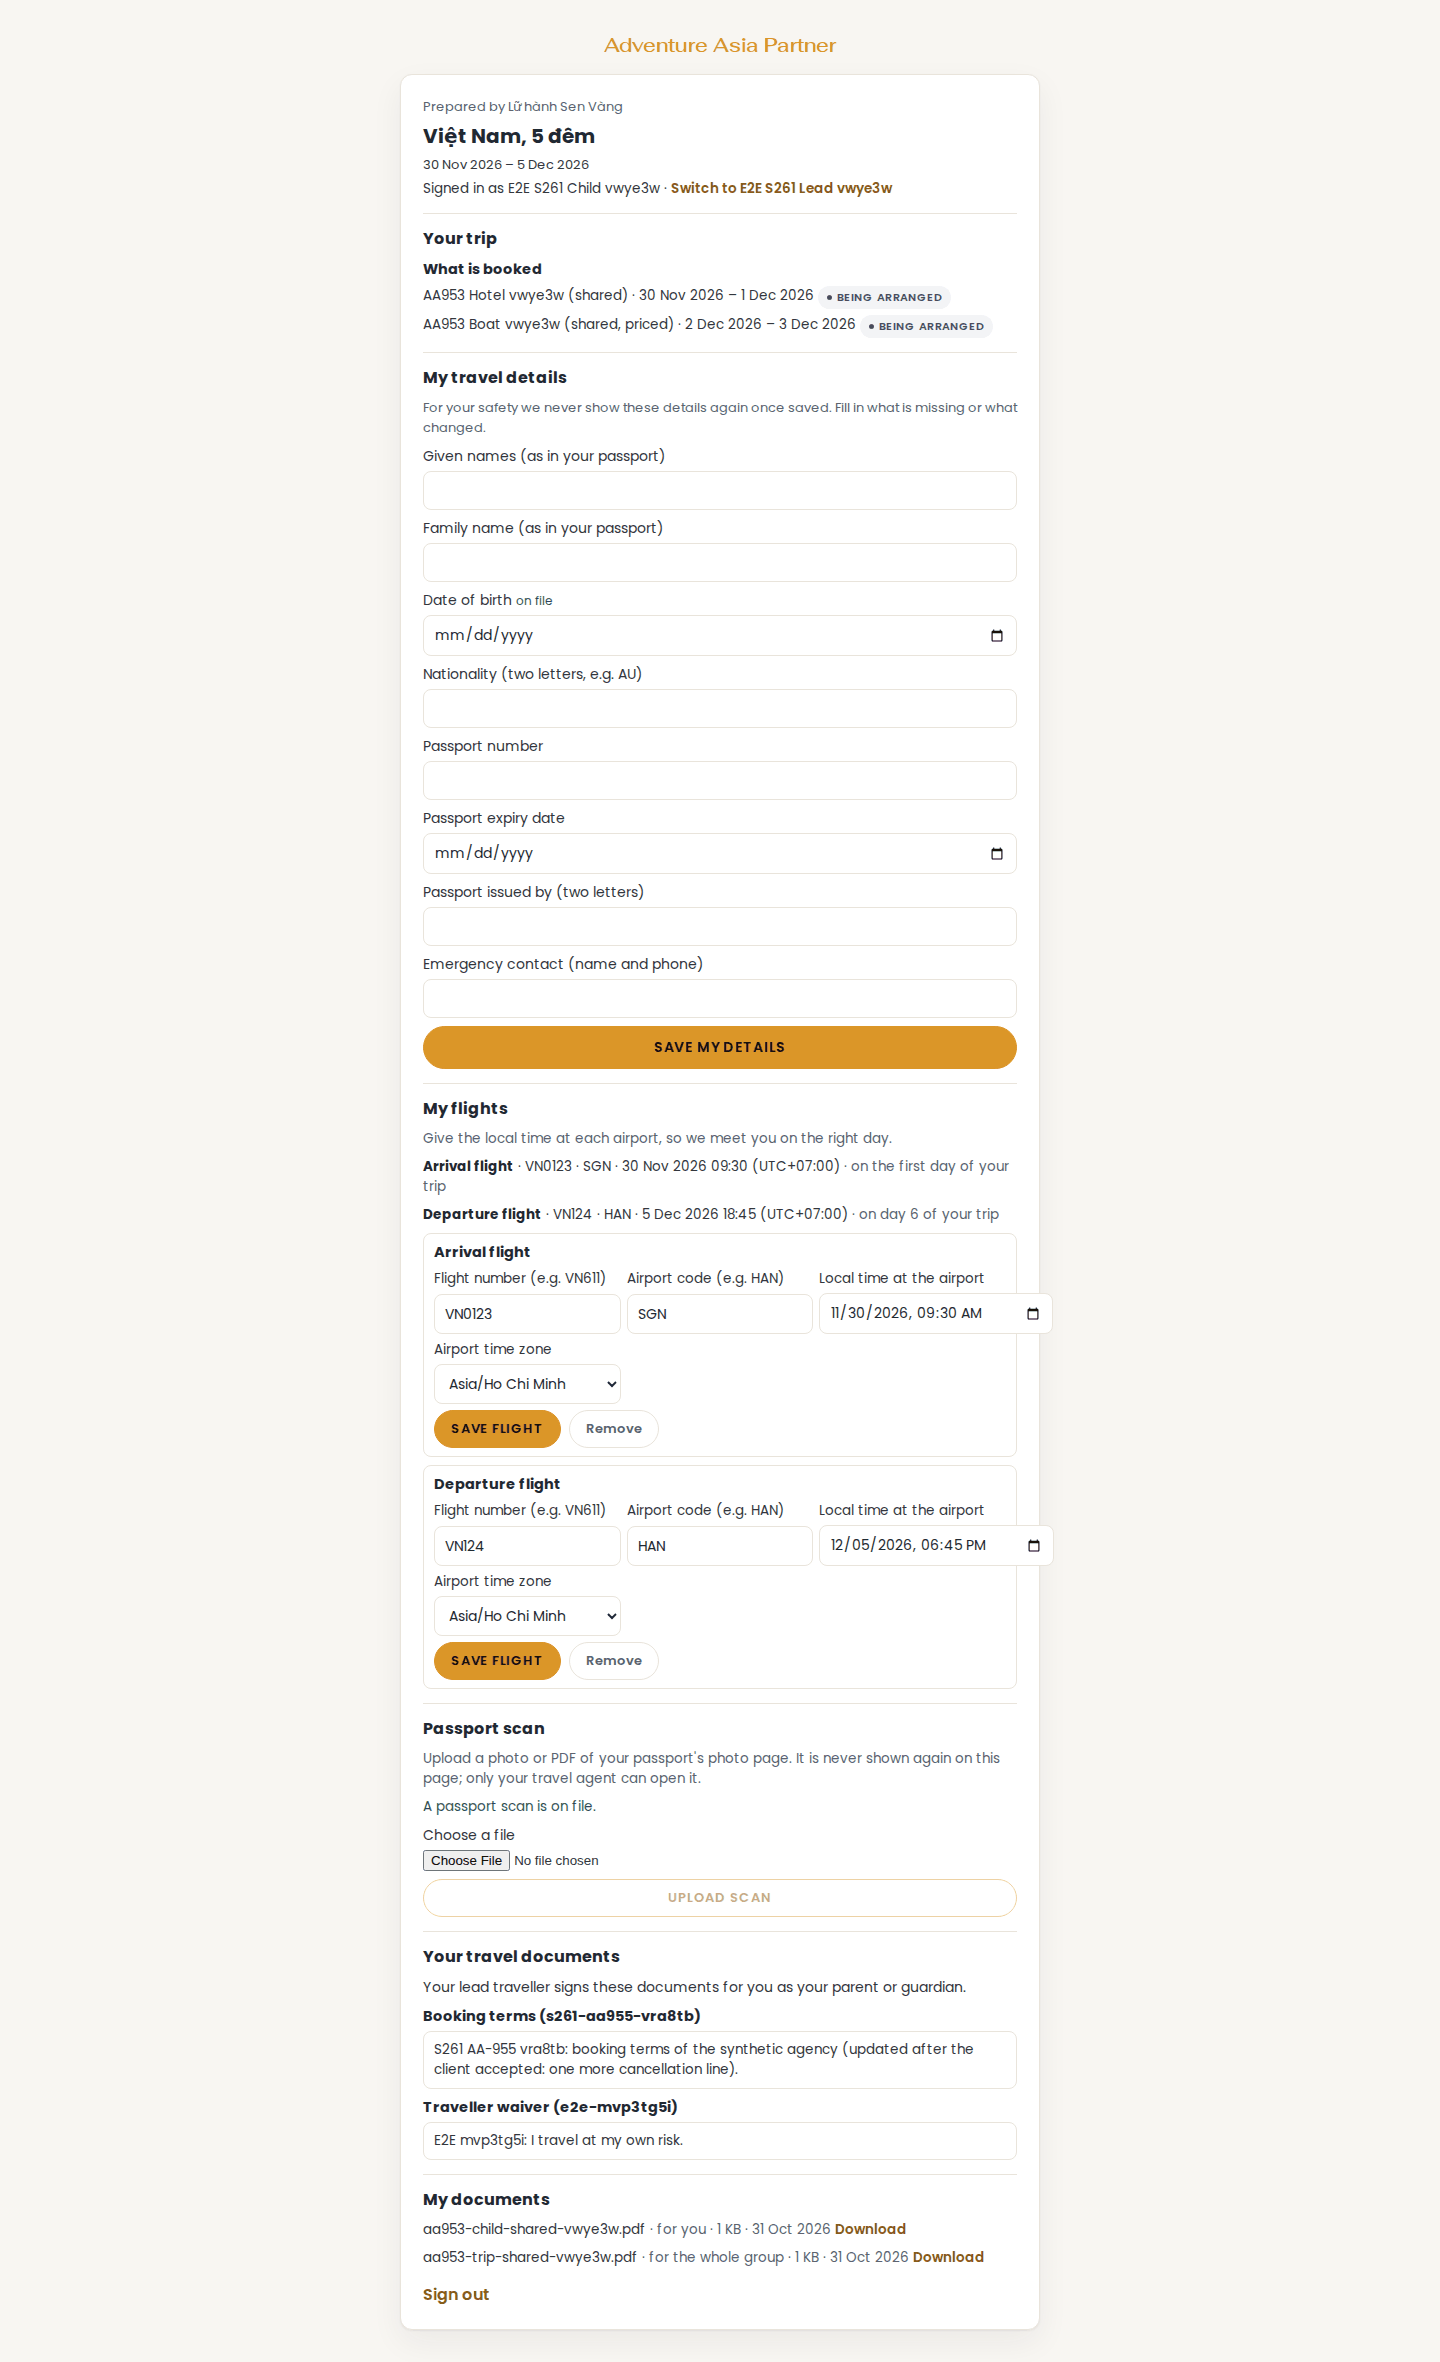 Adventure Asia Partner
Prepared by Lữ hành Sen Vàng
Việt Nam, 5 đêm
30 Nov 2026 – 5 Dec 2026
Signed in as E2E S261 Child vwye3w · Switch to E2E S261 Lead vwye3w
Your trip
What is booked
AA953 Hotel vwye3w (shared) · 30 Nov 2026 – 1 Dec 2026 • BEING ARRANGED
AA953 Boat vwye3w (shared, priced) · 2 Dec 2026 – 3 Dec 2026 • BEING ARRANGED
My travel details
For your safety we never show these details again once saved. Fill in what is missing or what
changed.
Given names (as in your passport)
Family name (as in your passport)
Date of birth on file
mm/dd/yyyy
Nationality (two letters, e.g. AU)
Passport number
Passport expiry date
mm/dd/yyyy
Passport issued by (two letters)
Emergency contact (name and phone)
SAVE MY DETAILS
My flights
Give the local time at each airport, so we meet you on the right day.
Arrival flight · VN0123 · SGN · 30 Nov 2026 09:30 (UTC+07:00) · on the first day of your
trip
Departure flight · VN124 · HAN · 5 Dec 2026 18:45 (UTC+07:00) · on day 6 of your trip
Arrival flight
Flight number (e.g. VN611) Airport code (e.g. HAN) Local time at the airport
VN0123 SGN 11/30/2026, 09:30 AM
Airport time zone
Asia/Ho Chi Minh
SAVE FLIGHT Remove
Departure flight
Flight number (e.g. VN611) Airport code (e.g. HAN) Local time at the airport
VN124 HAN 12/05/2026, 06:45 PM
Airport time zone
Asia/Ho Chi Minh
SAVE FLIGHT Remove
Passport scan
Upload a photo or PDF of your passport's photo page. It is never shown again on this
page; only your travel agent can open it.
A passport scan is on file.
Choose a file
Choose File No file chosen
UPLOAD SCAN
Your travel documents
Your lead traveller signs these documents for you as your parent or guardian.
Booking terms (s261-aa955-vra8tb)
S261 AA-955 vra8tb: booking terms of the synthetic agency (updated after the
client accepted: one more cancellation line).
Traveller waiver (e2e-mvp3tg5i)
E2E mvp3tg5i: I travel at my own risk.
My documents
aa953-child-shared-vwye3w.pdf · for you · 1 KB · 31 Oct 2026 Download
aa953-trip-shared-vwye3w.pdf · for the whole group · 1 KB · 31 Oct 2026 Download
Sign out